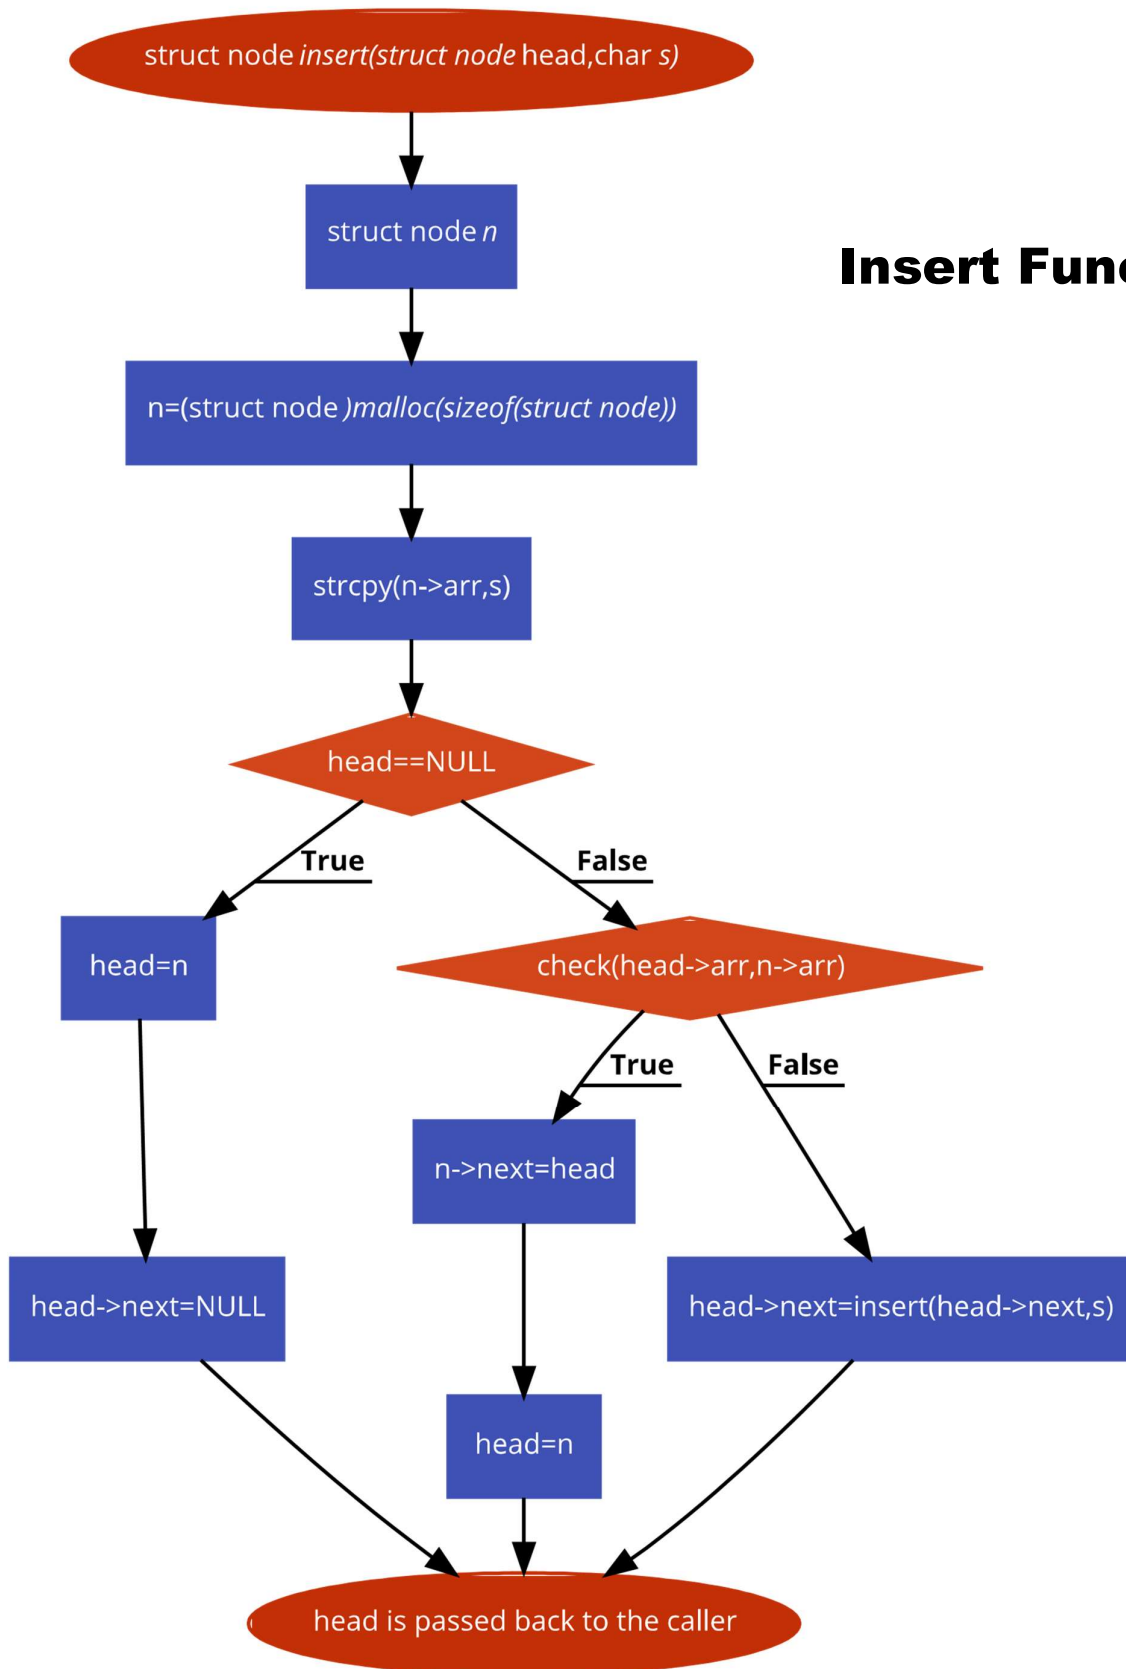 struct node insert(struct node head,char s)
struct node n
Insert Func
n=(struct node )malloc(sizeof(struct node))
strcpy(n->arr,s)
head==NULL
True
False
head=n
check(head->arr,n->arr)
True
False
n->next=head
head->next=NULL
head->next=insert(head->next,s)
head=n
head is passed back to the caller